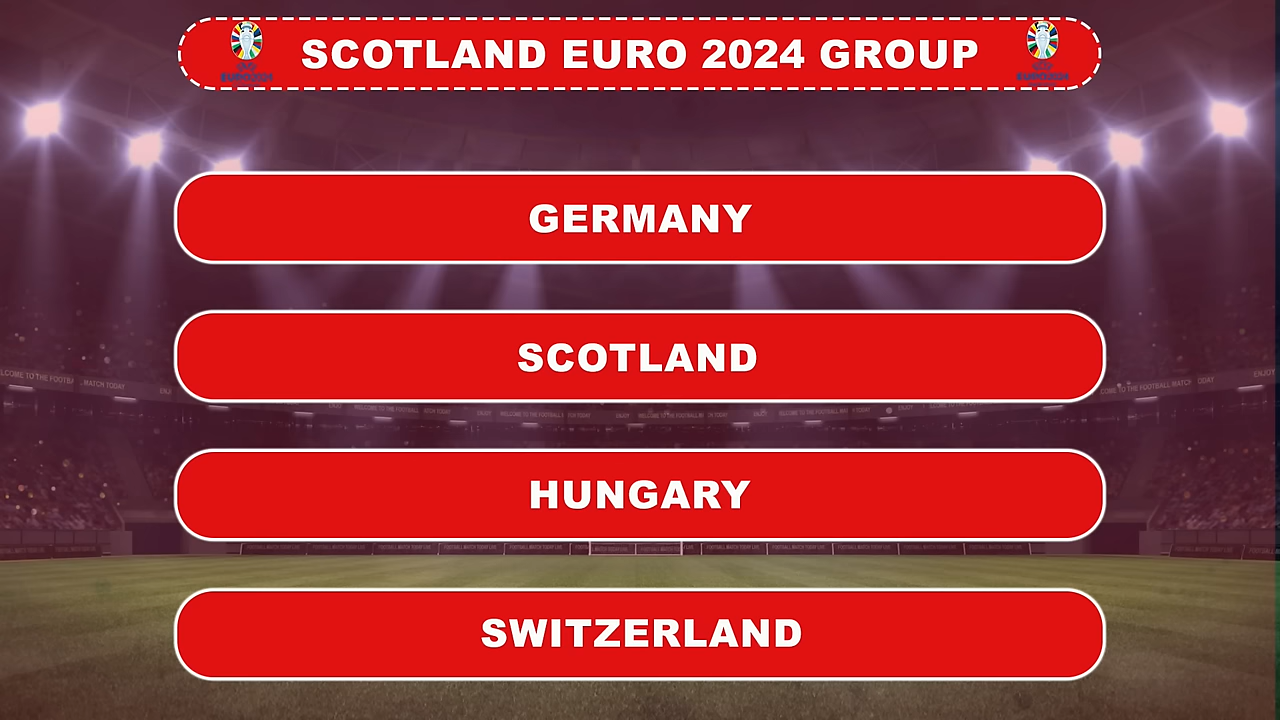 SCOTLAND EURO 2024 GROUP
GERMANY
SCOTLAND
HUNGARY
SWITZERLAND